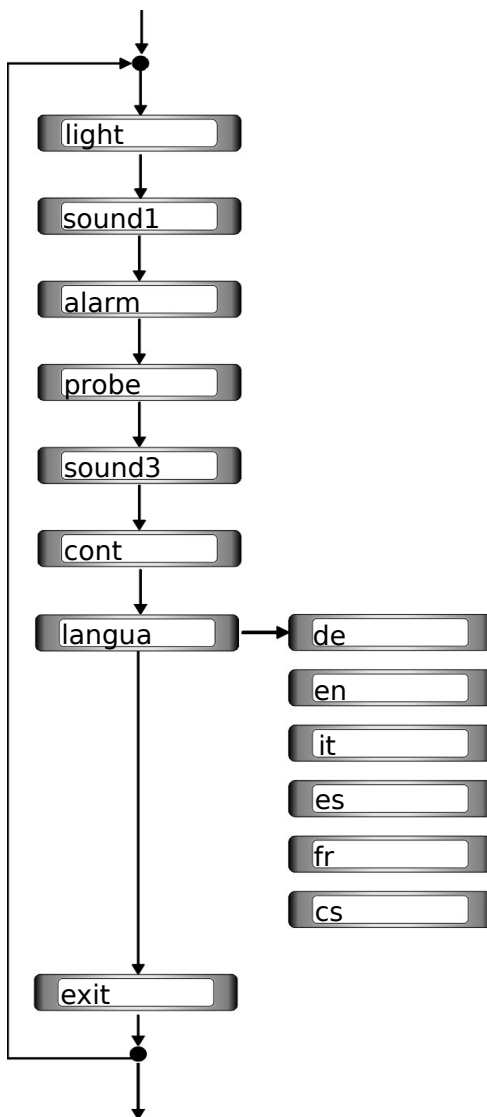 light
sound1
alarm
probe
sound3
cont
langua
de
en
it
es
fr
cs
exit